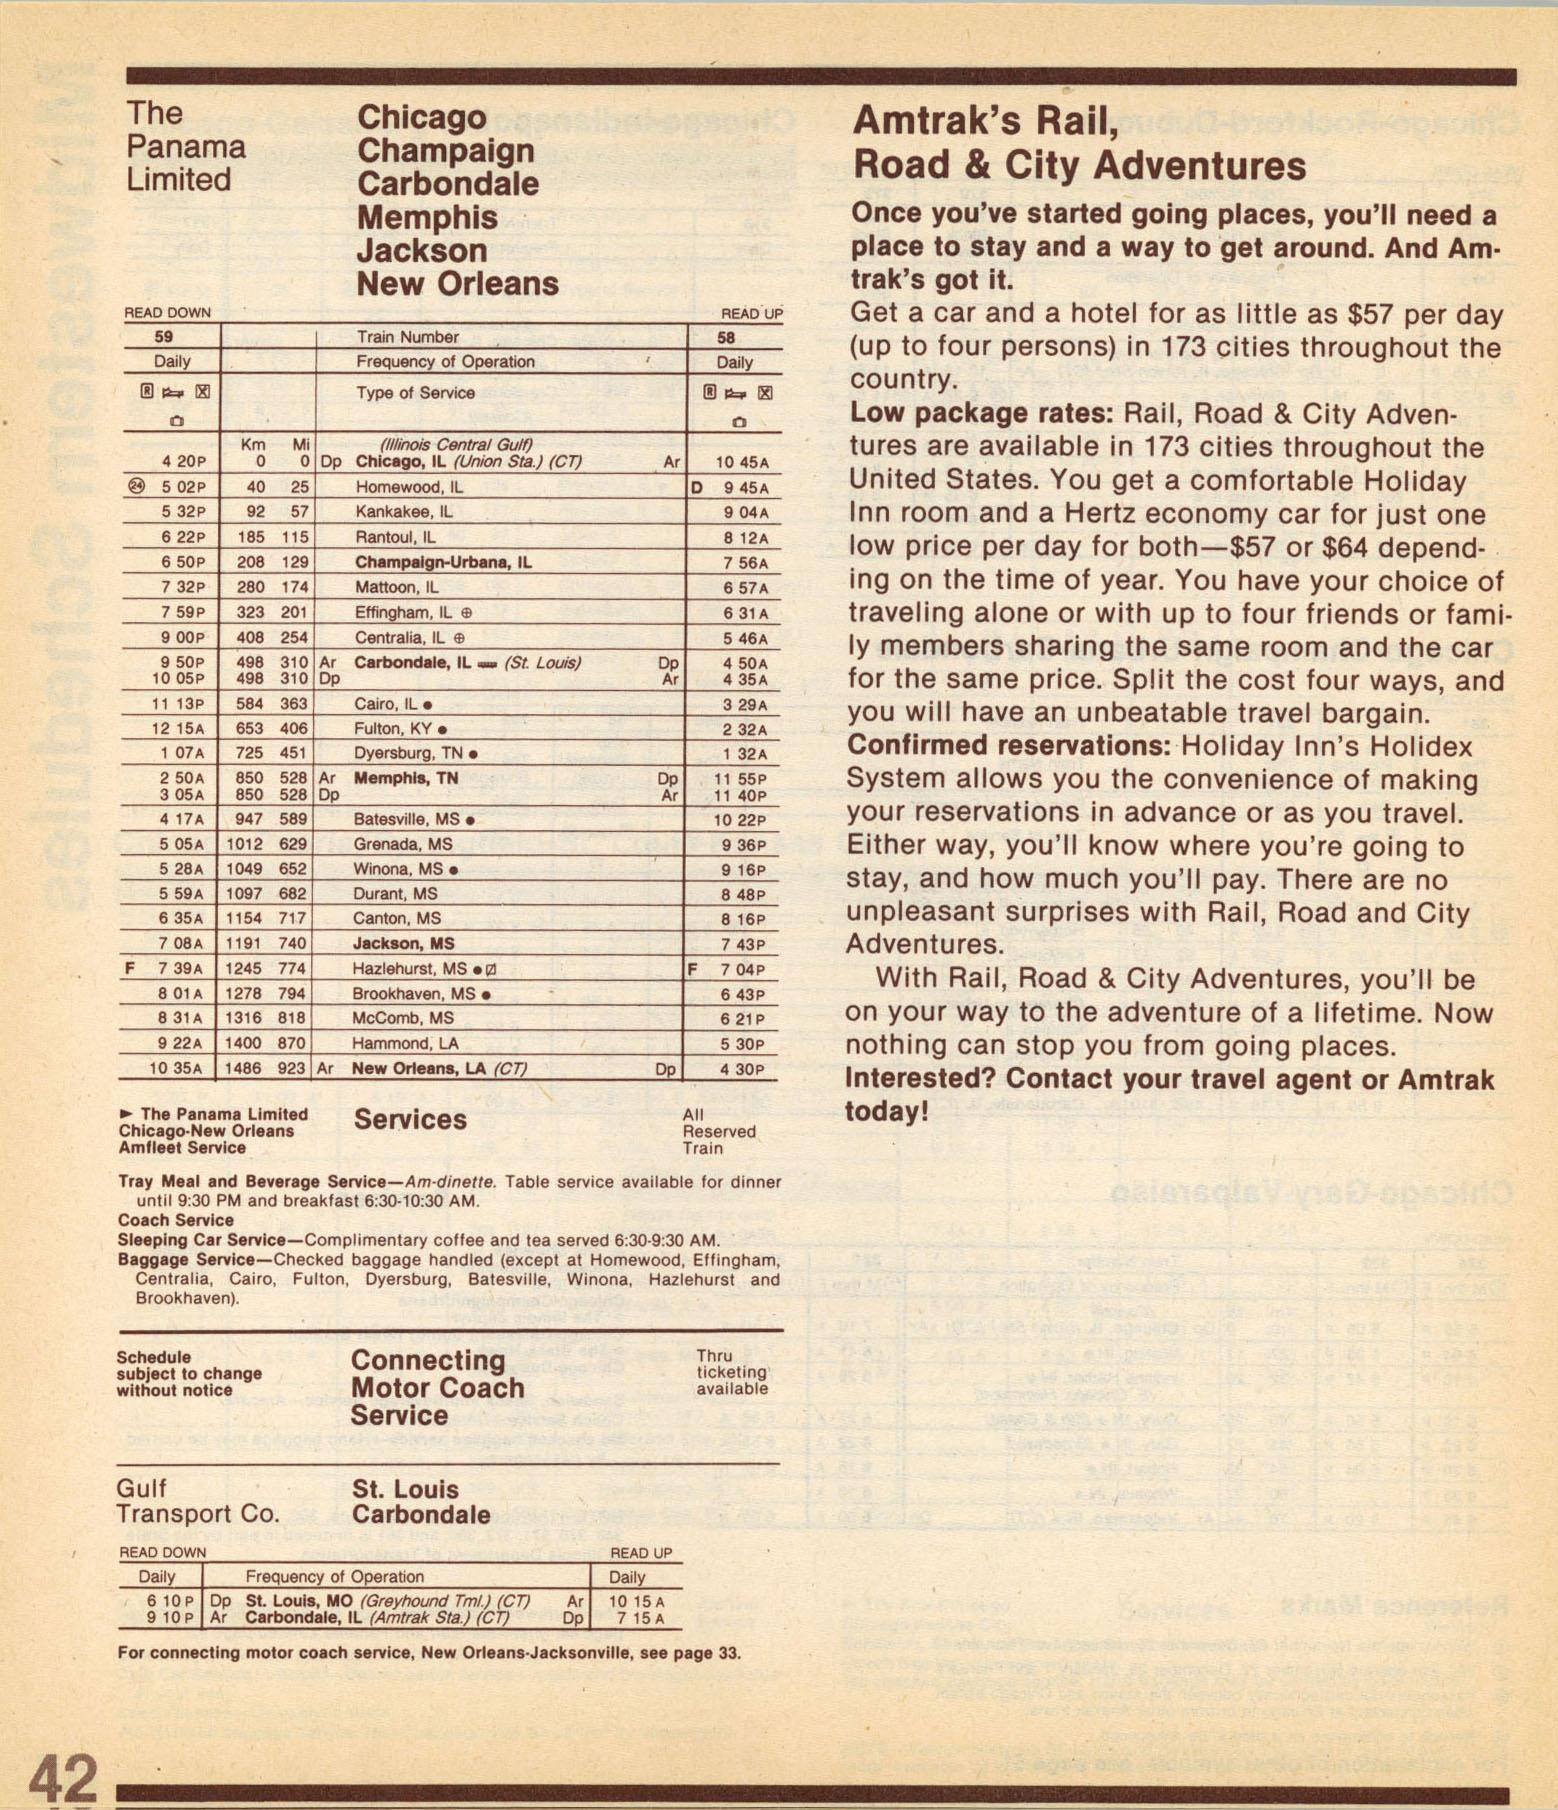 The
Panama
Limited
Chicago
Champaign
Carbondale
Memphis
Jackson
New Orleans
READ DOWN READ UP
59 Train Number 58
Daily Frequency of Operation Daily
R Type of Service R
Km Mi (Illinois Central Gulf)
4 20P 0 0 Dp Chicago, IL (Union Sta.) (CT) Ar 10 45A
24 5 02P 40 25 Homewood, IL D 9 45A
5 32P 92 57 Kankakee, IL 9 04A
6 22P 185 115 Rantoul, IL 8 12A
6 50P 208 129 Champaign-Urbana, IL 7 56A
7 32P 280 174 Mattoon, IL 6 57A
7 59P 323 201 Effingham, IL ⊕ 6 31A
9 00P 408 254 Centralia, IL ⊕ 5 46A
9 50P 498 310 Ar Carbondale, IL (St. Louis) Dp 4 50A
10 05P 498 310 Dp Ar 4 35A
11 13P 584 363 Cairo, IL ● 3 29A
12 15A 653 406 Fulton, KY ● 2 32A
1 07A 725 451 Dyersburg, TN ● 1 32A
2 50A 850 528 Ar Memphis, TN Dp 11 55P
3 05A 850 528 Dp Ar 11 40P
4 17A 947 589 Batesville, MS ● 10 22P
5 05A 1012 629 Grenada, MS 9 36P
5 28A 1049 652 Winona, MS ● 9 16P
5 59A 1097 682 Durant, MS 8 48P
6 35A 1154 717 Canton, MS 8 16P
7 08A 1191 740 Jackson, MS 7 43P
F 7 39A 1245 774 Hazlehurst, MS ● F 7 04P
8 01A 1278 794 Brookhaven, MS ● 6 43P
8 31A 1316 818 McComb, MS 6 21P
9 22A 1400 870 Hammond, LA 5 30P
10 35A 1486 923 Ar New Orleans, LA (CT) Dp 4 30P
► The Panama Limited
Chicago-New Orleans
Amfleet Service
Services
All
Reserved
Train
Tray Meal and Beverage Service—Am-dinette. Table service available for dinner
until 9:30 PM and breakfast 6:30-10:30 AM.
Coach Service
Sleeping Car Service—Complimentary coffee and tea served 6:30-9:30 AM.
Baggage Service—Checked baggage handled (except at Homewood, Effingham,
Centralia, Cairo, Fulton, Dyersburg, Batesville, Winona, Hazlehurst and
Brookhaven).
Schedule
subject to change
without notice
Connecting
Motor Coach
Service
Thru
ticketing
available
Gulf
Transport Co.
St. Louis
Carbondale
READ DOWN READ UP
Daily Frequency of Operation Daily
6 10P Dp St. Louis, MO (Greyhound Tml.) (CT) Ar 10 15A
9 10P Ar Carbondale, IL (Amtrak Sta.) (CT) Dp 7 15A
For connecting motor coach service, New Orleans-Jacksonville, see page 33.
Amtrak's Rail,
Road & City Adventures
Once you've started going places, you'll need a
place to stay and a way to get around. And Am-
trak's got it.
Get a car and a hotel for as little as $57 per day
(up to four persons) in 173 cities throughout the
country.
Low package rates: Rail, Road & City Adven-
tures are available in 173 cities throughout the
United States. You get a comfortable Holiday
Inn room and a Hertz economy car for just one
low price per day for both—$57 or $64 depend-
ing on the time of year. You have your choice of
traveling alone or with up to four friends or fami-
ly members sharing the same room and the car
for the same price. Split the cost four ways, and
you will have an unbeatable travel bargain.
Confirmed reservations: Holiday Inn's Holidex
System allows you the convenience of making
your reservations in advance or as you travel.
Either way, you'll know where you're going to
stay, and how much you'll pay. There are no
unpleasant surprises with Rail, Road and City
Adventures.
With Rail, Road & City Adventures, you'll be
on your way to the adventure of a lifetime. Now
nothing can stop you from going places.
Interested? Contact your travel agent or Amtrak
today!
42